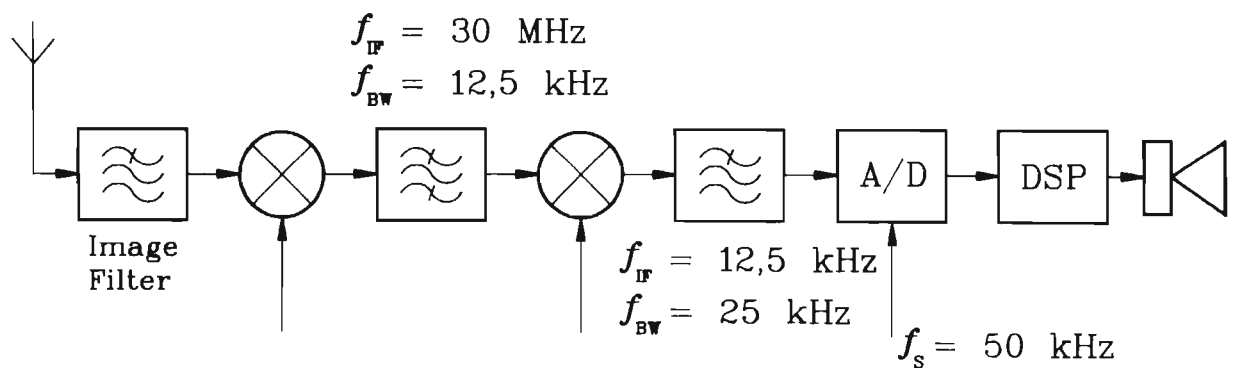 f_IF = 30 MHz
f_BW = 12,5 kHz
A/D
DSP
Image
Filter
f_IF = 12,5 kHz
f_BW = 25 kHz
f_S = 50 kHz